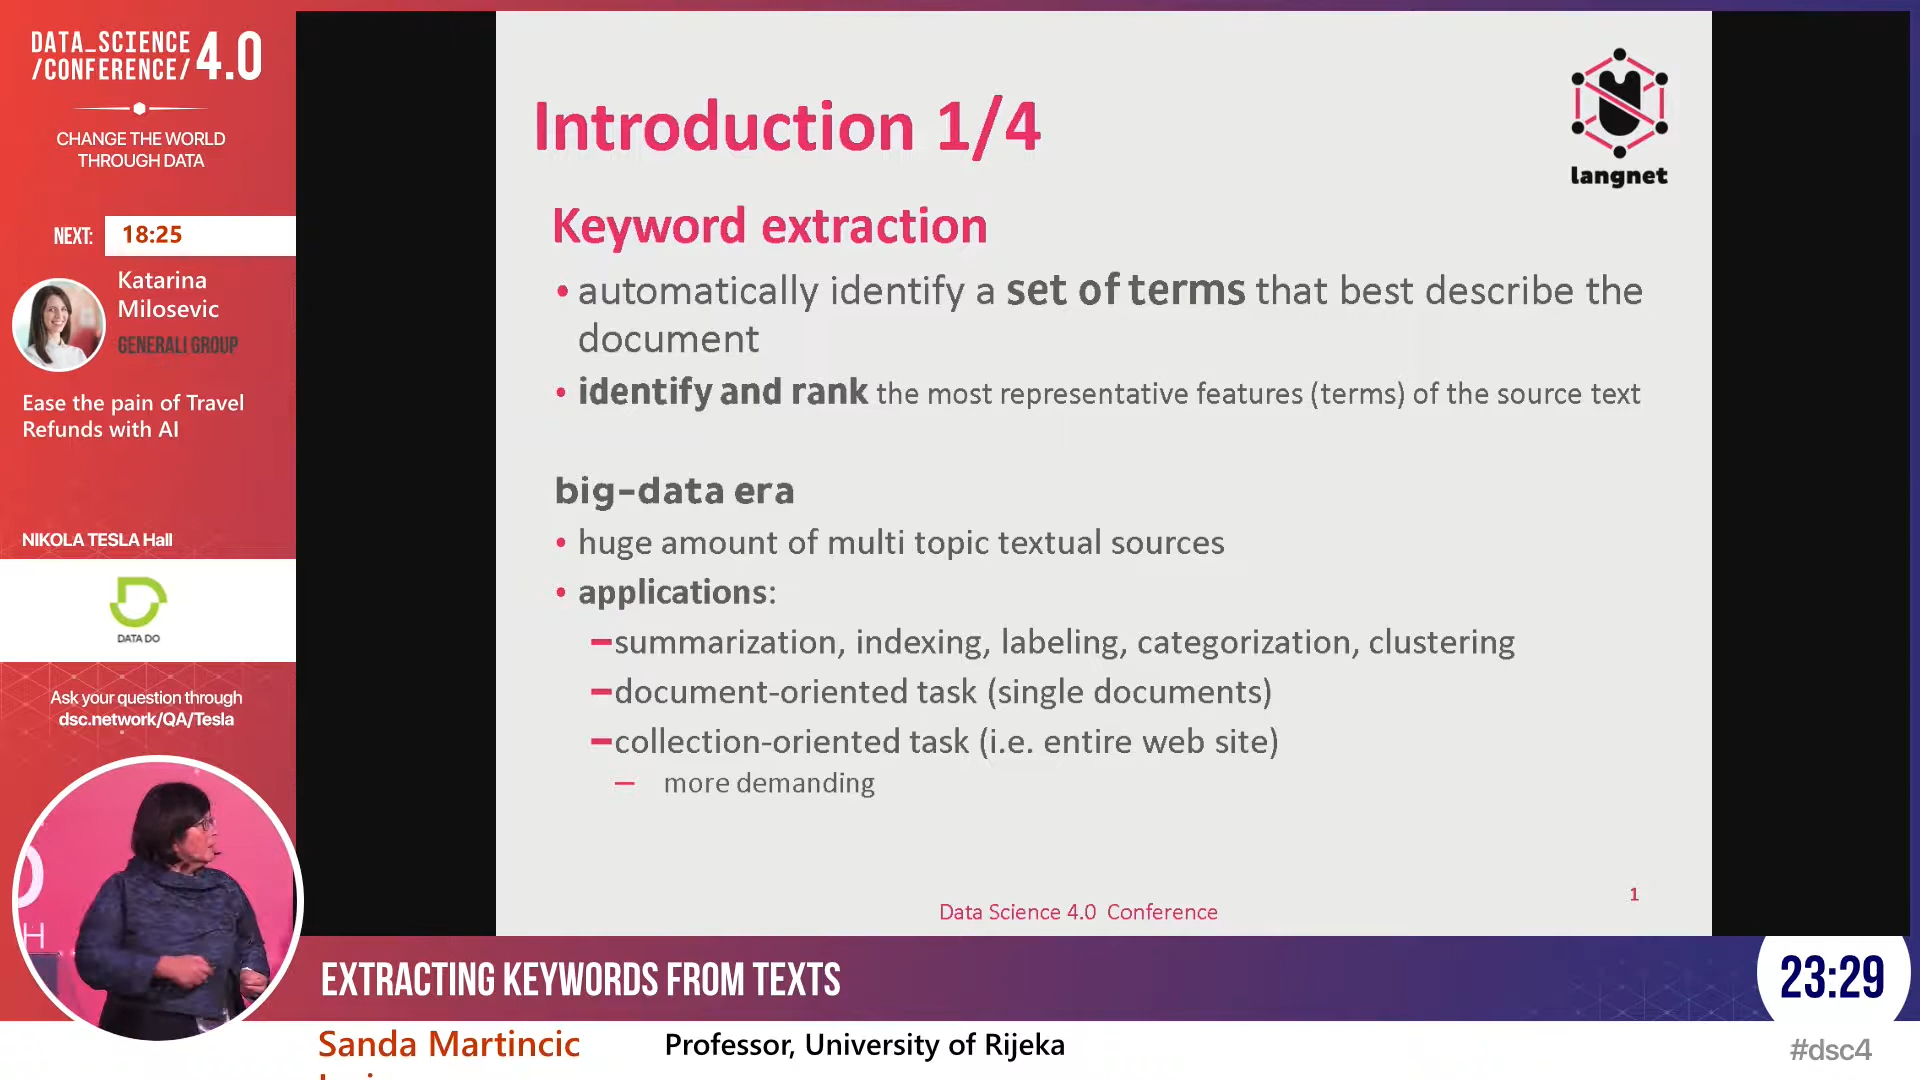 DATA_SCIENCE
/CONFERENCE/ 4.0
CHANGE THE WORLD
THROUGH DATA
NEXT: 18:25
Katarina
Milosevic
GENERALI GROUP
Ease the pain of Travel
Refunds with AI
NIKOLA TESLA Hall
DATA DO
Ask your question through
dsc.network/QA/Tesla
H
Introduction 1/4
langnet
Keyword extraction
• automatically identify a set of terms that best describe the
document
• identify and rank the most representative features (terms) of the source text
big-data era
• huge amount of multi topic textual sources
• applications:
–summarization, indexing, labeling, categorization, clustering
–document-oriented task (single documents)
–collection-oriented task (i.e. entire web site)
– more demanding
1
Data Science 4.0 Conference
EXTRACTING KEYWORDS FROM TEXTS
23:29
Sanda Martincic
Professor, University of Rijeka
#dsc4